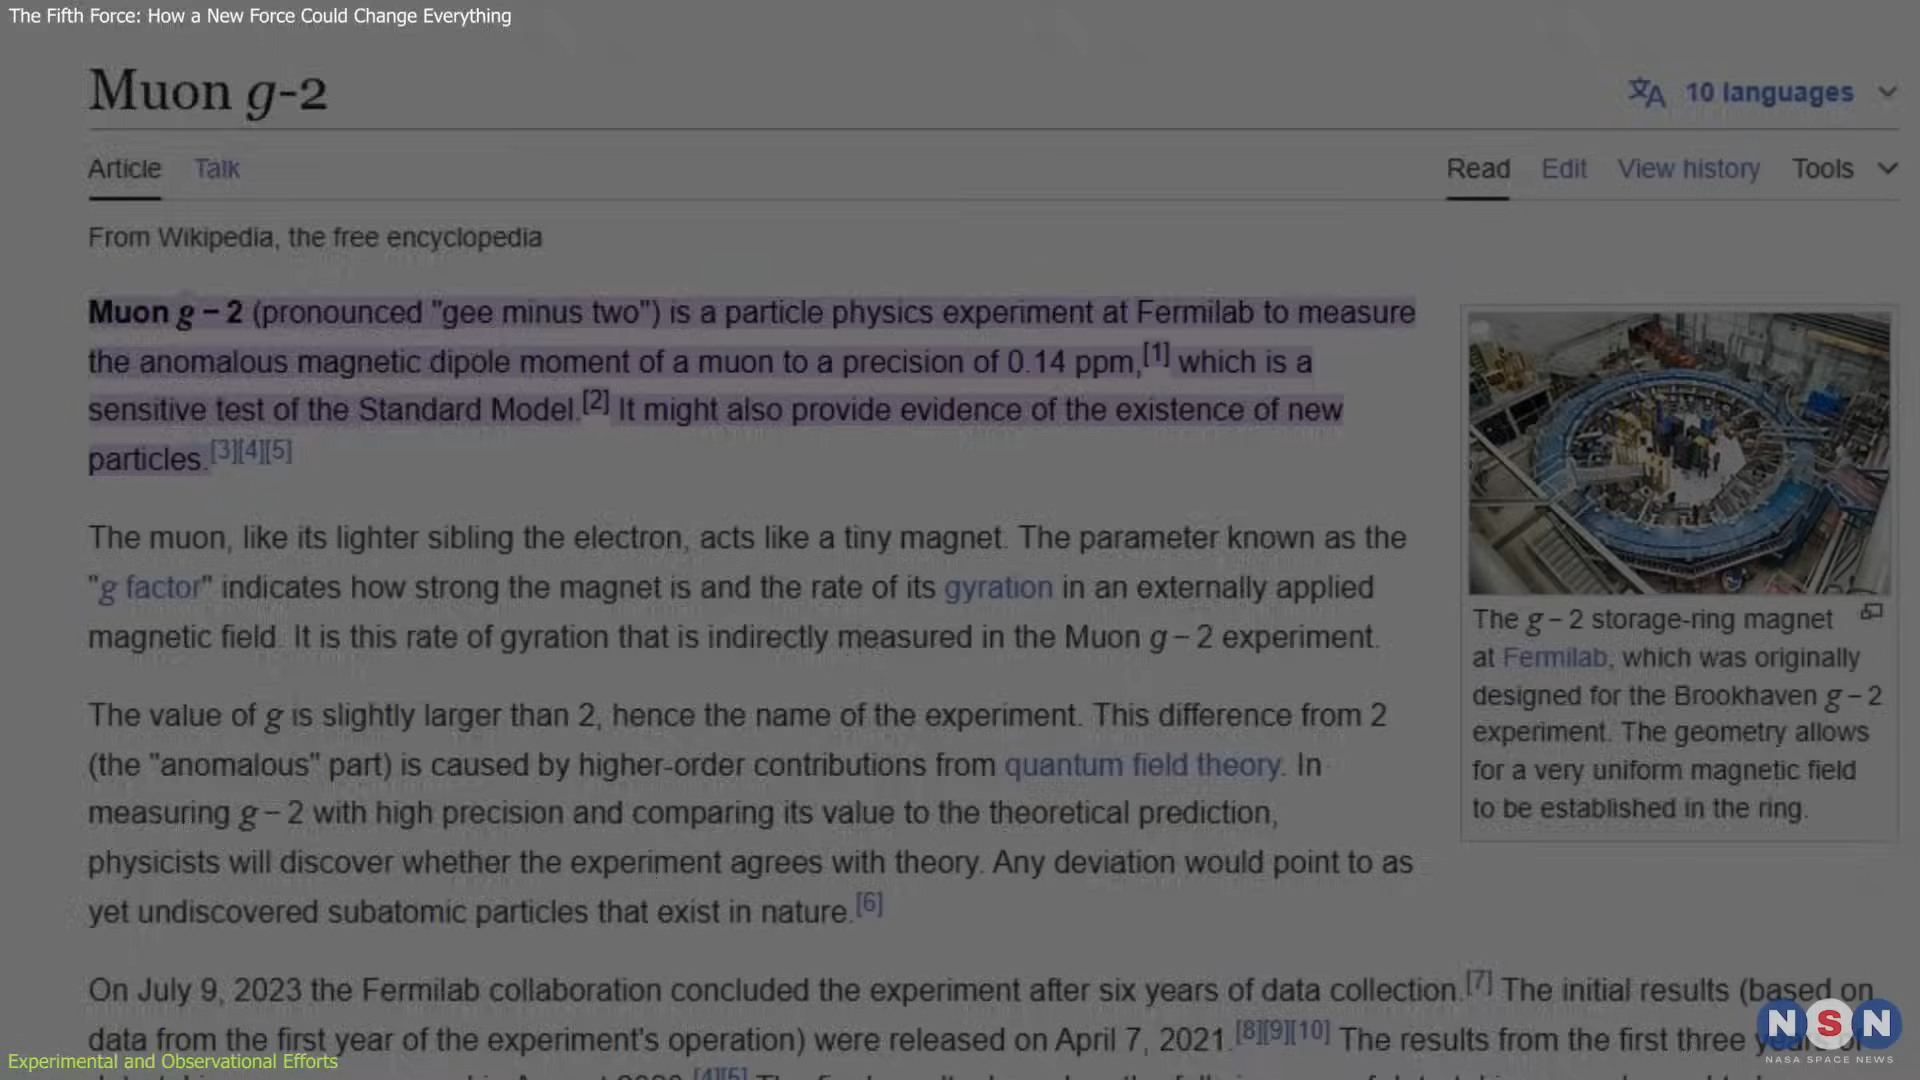 The Fifth Force: How a New Force Could Change Everything
Muon g-2
10 languages
Article Talk
Read Edit View history Tools
From Wikipedia, the free encyclopedia
Muon g − 2 (pronounced "gee minus two") is a particle physics experiment at Fermilab to measure
the anomalous magnetic dipole moment of a muon to a precision of 0.14 ppm,[1] which is a
sensitive test of the Standard Model.[2] It might also provide evidence of the existence of new
particles.[3][4][5]
The muon, like its lighter sibling the electron, acts like a tiny magnet. The parameter known as the
"g factor" indicates how strong the magnet is and the rate of its gyration in an externally applied
magnetic field. It is this rate of gyration that is indirectly measured in the Muon g − 2 experiment.
The value of g is slightly larger than 2, hence the name of the experiment. This difference from 2
(the "anomalous" part) is caused by higher-order contributions from quantum field theory. In
measuring g − 2 with high precision and comparing its value to the theoretical prediction,
physicists will discover whether the experiment agrees with theory. Any deviation would point to as
yet undiscovered subatomic particles that exist in nature.[6]
The g − 2 storage-ring magnet
at Fermilab, which was originally
designed for the Brookhaven g − 2
experiment. The geometry allows
for a very uniform magnetic field
to be established in the ring.
On July 9, 2023 the Fermilab collaboration concluded the experiment after six years of data collection.[7] The initial results (based on
data from the first year of the experiment's operation) were released on April 7, 2021.[8][9][10] The results from the first three
Experimental and Observational Efforts
NSN
NASA SPACE NEWS